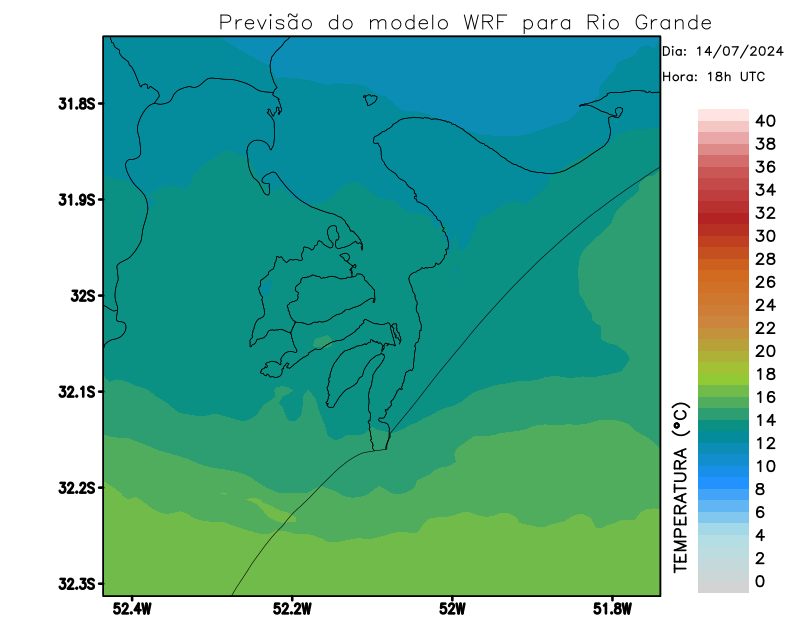 Previsão do modelo WRF para Rio Grande
Dia: 14/07/2024
Hora: 18h UTC
31.8S
31.9S
32S
32.1S
32.2S
32.3S
52.4W
52.2W
52W
51.8W
40
38
36
34
32
30
28
26
24
22
20
18
16
14
12
10
8
6
4
2
0
TEMPERATURA (°C)